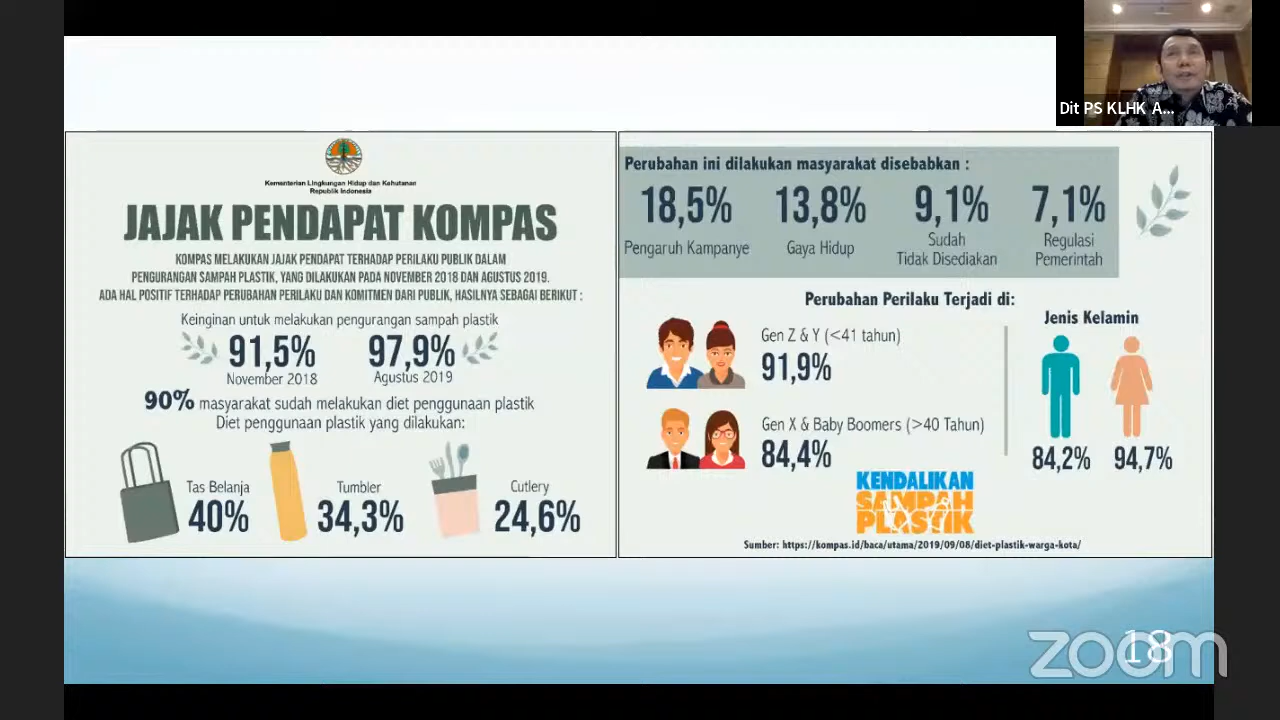 Dit PS KLHK A...
Kementerian Lingkungan Hidup dan Kehutanan
Republik Indonesia
JAJAK PENDAPAT KOMPAS
KOMPAS MELAKUKAN JAJAK PENDAPAT TERHADAP PERILAKU PUBLIK DALAM
PENGURANGAN SAMPAH PLASTIK, YANG DILAKUKAN PADA NOVEMBER 2018 DAN AGUSTUS 2019.
ADA HAL POSITIF TERHADAP PERUBAHAN PERILAKU DAN KOMITMEN DARI PUBLIK, HASILNYA SEBAGAI BERIKUT :
Keinginan untuk melakukan pengurangan sampah plastik
91,5% 97,9%
November 2018 Agustus 2019
90% masyarakat sudah melakukan diet penggunaan plastik
Diet penggunaan plastik yang dilakukan:
Tas Belanja
40%
Tumbler
34,3%
Cutlery
24,6%
Perubahan ini dilakukan masyarakat disebabkan :
18,5% 13,8% 9,1% 7,1%
Pengaruh Kampanye
Gaya Hidup
Sudah
Tidak Disediakan
Regulasi
Pemerintah
Perubahan Perilaku Terjadi di:
Gen Z & Y (<41 tahun)
91,9%
Gen X & Baby Boomers (>40 Tahun)
84,4%
Jenis Kelamin
84,2% 94,7%
KENDALIKAN
SAMPAH
PLASTIK
Sumber: https://kompas.id/baca/utama/2019/09/08/diet-plastik-warga-kota/
18
zoom